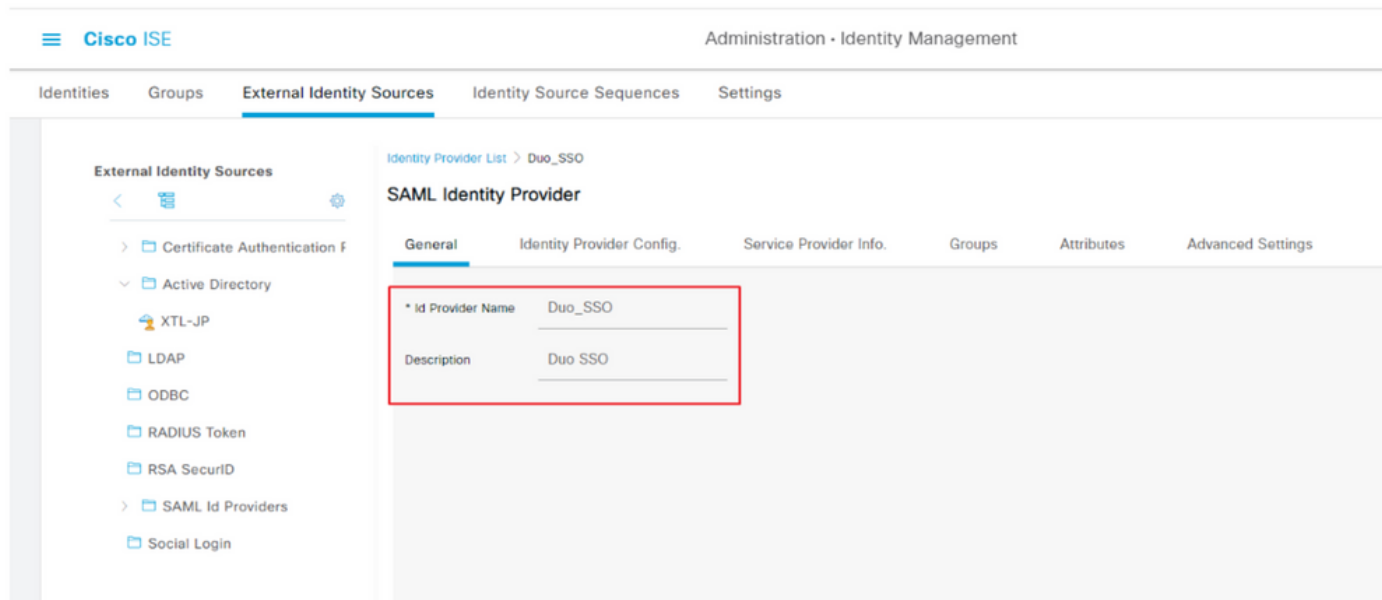 Cisco ISE
Administration · Identity Management
Identities Groups External Identity Sources Identity Source Sequences Settings
External Identity Sources
Certificate Authentication F
Active Directory
XTL-JP
LDAP
ODBC
RADIUS Token
RSA SecurID
SAML Id Providers
Social Login
Identity Provider List > Duo_SSO
SAML Identity Provider
General Identity Provider Config. Service Provider Info. Groups Attributes Advanced Settings
* Id Provider Name Duo_SSO
Description Duo SSO